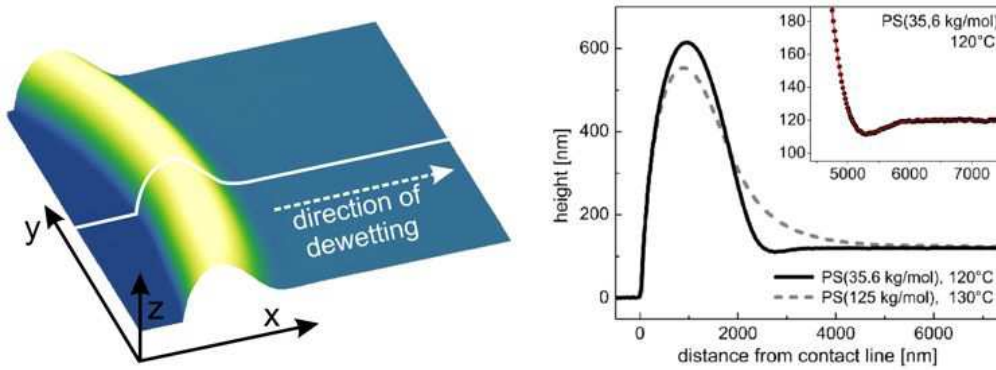 y
z
x
direction of
dewetting
height [nm]
600
400
200
0
0 2000 4000 6000
distance from contact line [nm]
PS(35.6 kg/mol), 120°C
PS(125 kg/mol), 130°C
180
160
140
120
100
5000 6000 7000
PS(35,6 kg/mol)
120°C